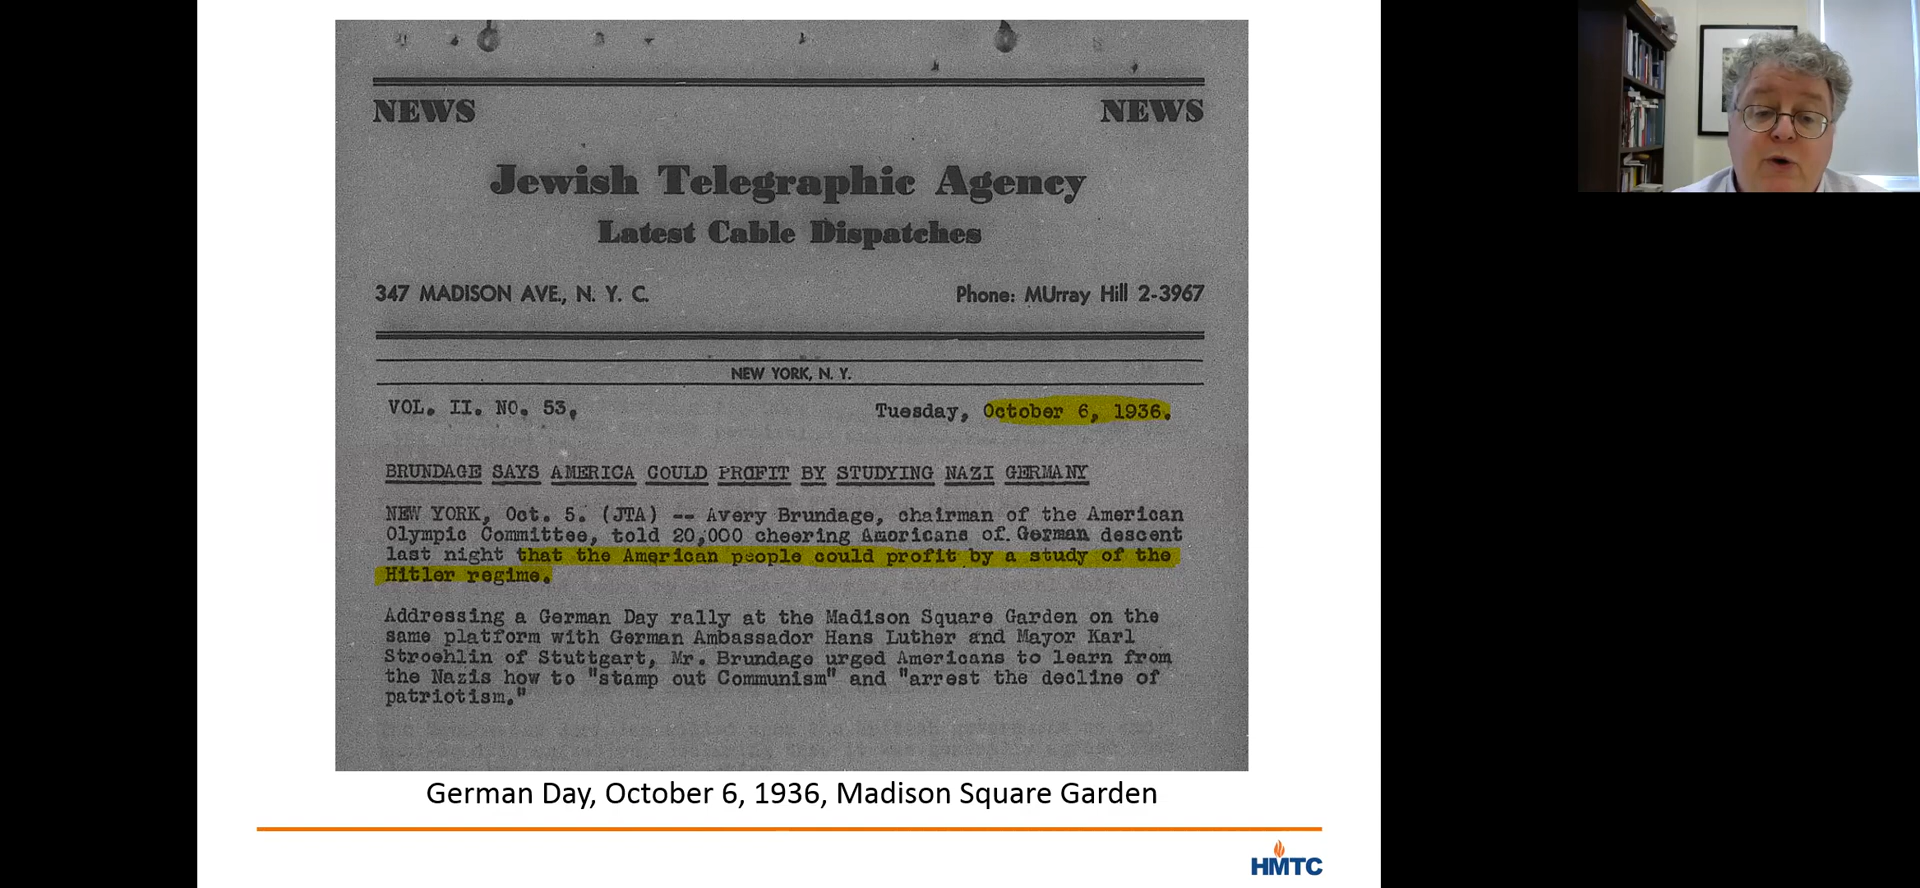 NEWS NEWS
Jewish Telegraphic Agency
Latest Cable Dispatches
347 MADISON AVE., N. Y. C. Phone: MUrray Hill 2-3967
NEW YORK, N. Y.
VOL. II. NO. 53. Tuesday, October 6, 1936.
BRUNDAGE SAYS AMERICA COULD PROFIT BY STUDYING NAZI GERMANY
NEW YORK, Oct. 5. (JTA) -- Avery Brundage, chairman of the American
Olympic Committee, told 20,000 cheering Americans of German descent
last night that the American people could profit by a study of the
Hitler regime.
Addressing a German Day rally at the Madison Square Garden on the
same platform with German Ambassador Hans Luther and Mayor Karl
Stroehlin of Stuttgart, Mr. Brundage urged Americans to learn from
the Nazis how to "stamp out Communism" and "arrest the decline of
patriotism."
German Day, October 6, 1936, Madison Square Garden
HMTC